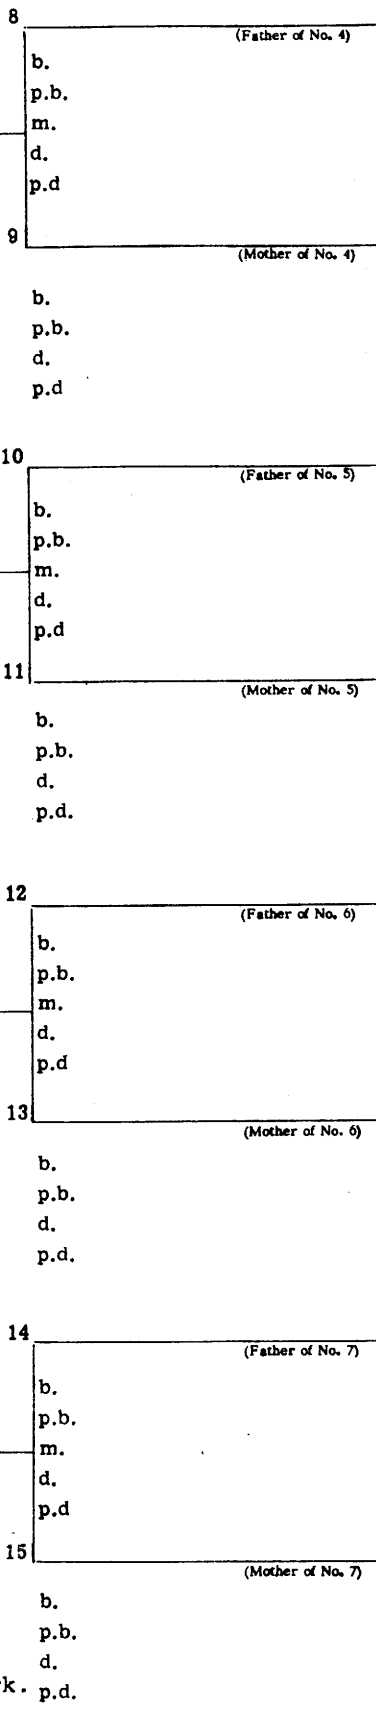 8
(Father of No. 4)
b.
p.b.
m.
d.
p.d
9
(Mother of No. 4)
b.
p.b.
d.
p.d
10
(Father of No. 5)
b.
p.b.
m.
d.
p.d
11
(Mother of No. 5)
b.
p.b.
d.
p.d.
12
(Father of No. 6)
b.
p.b.
m.
d.
p.d
13
(Mother of No. 6)
b.
p.b.
d.
p.d.
14
(Father of No. 7)
b.
p.b.
m.
d.
p.d
15
(Mother of No. 7)
b.
p.b.
d.
p.d.